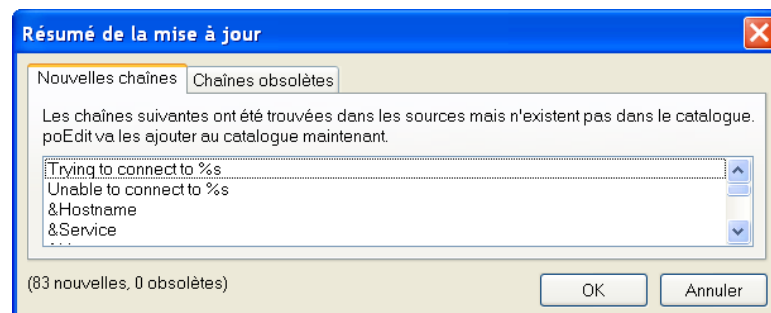 Résumé de la mise à jour
Nouvelles chaînes
Chaînes obsolètes
Les chaînes suivantes ont été trouvées dans les sources mais n'existent pas dans le catalogue.
poEdit va les ajouter au catalogue maintenant.
Trying to connect to %s
Unable to connect to %s
&Hostname
&Service
(83 nouvelles, 0 obsolètes)
OK
Annuler